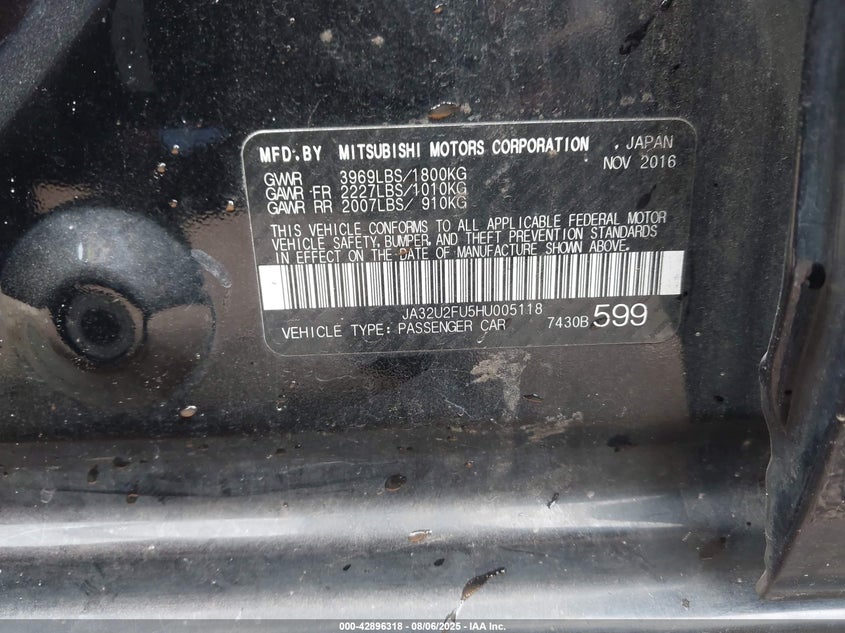 MFD.BY MITSUBISHI MOTORS CORPORATION , JAPAN
NOV 2016
GVWR 3969LBS/1800KG
GAWR FR 2227LBS/1010KG
GAWR RR 2007LBS/ 910KG
THIS VEHICLE CONFORMS TO ALL APPLICABLE FEDERAL MOTOR
VEHICLE SAFETY, BUMPER, AND THEFT PREVENTION STANDARDS
IN EFFECT ON THE DATE OF MANUFACTURE SHOWN ABOVE.
JA32U2FU5HU005118
VEHICLE TYPE: PASSENGER CAR 7430B 599
000-42896318 - 08/06/2025 - IAA Inc.